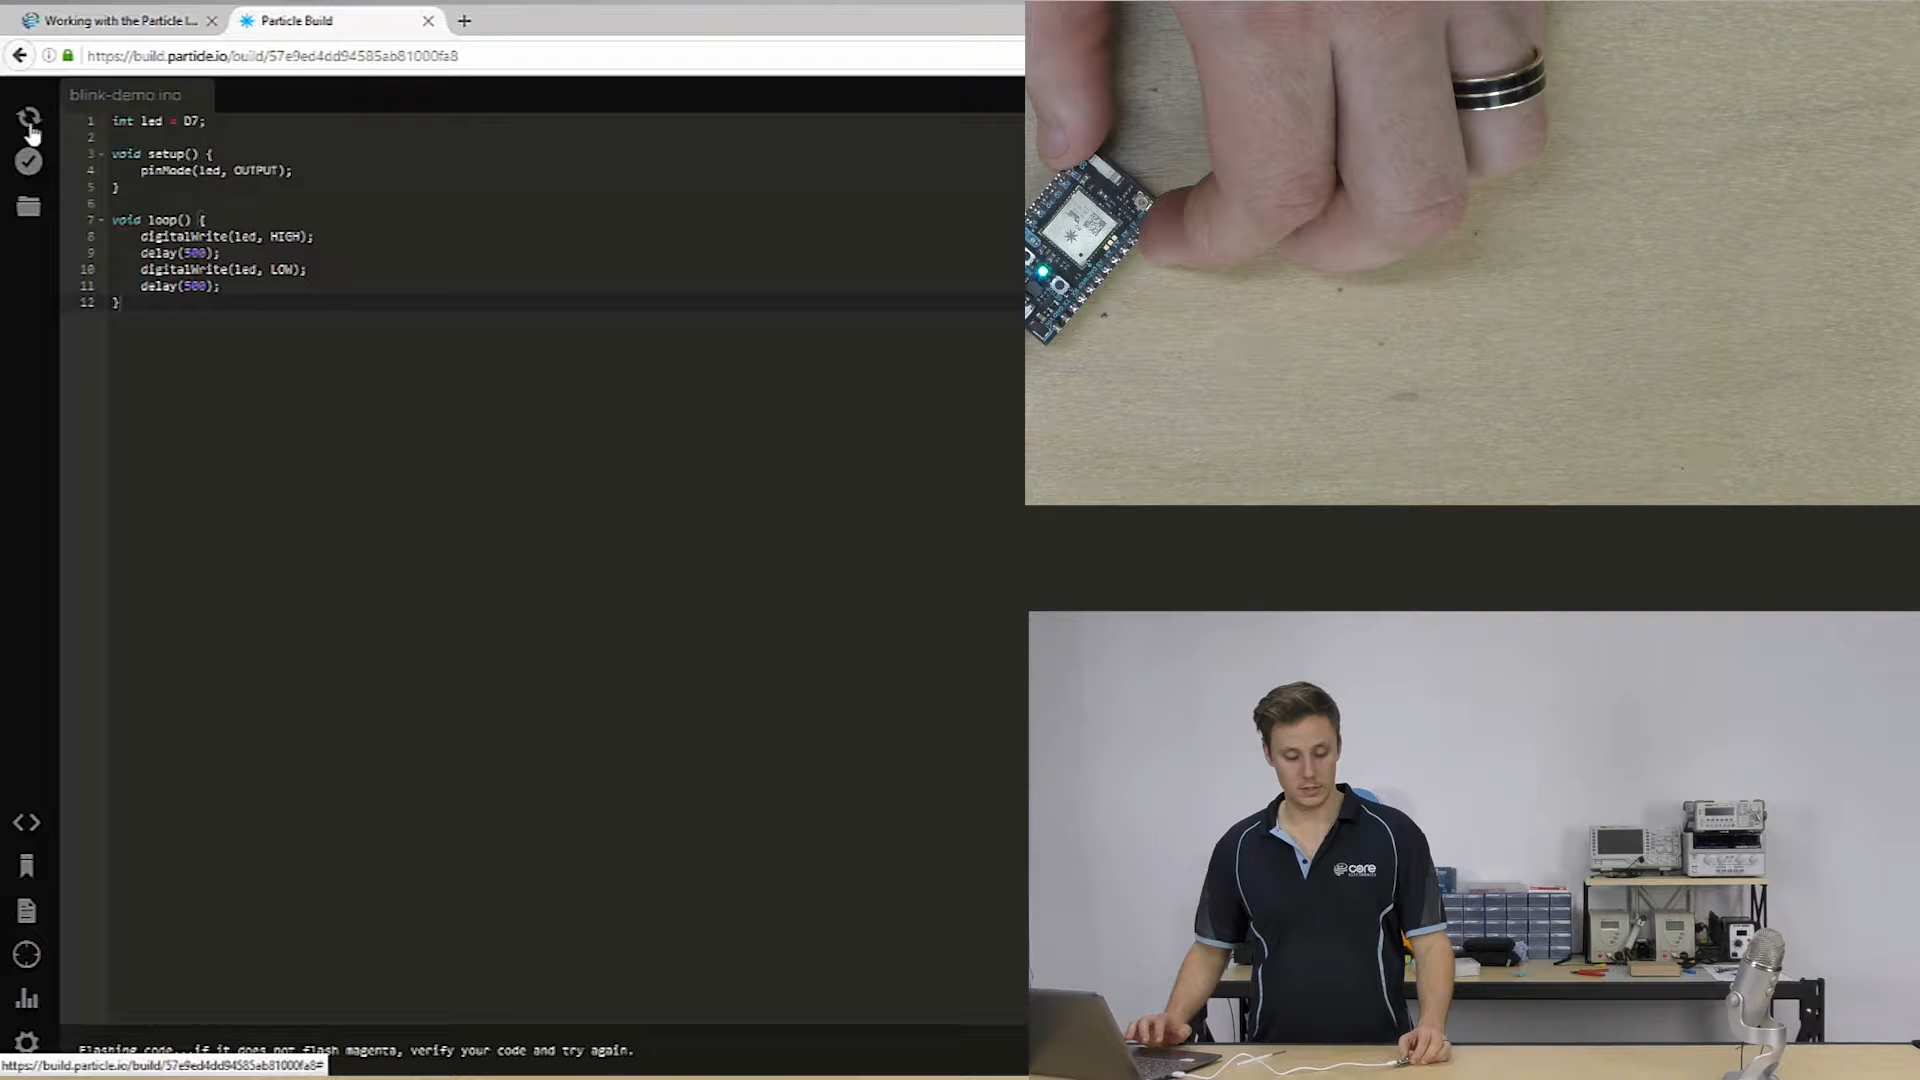 Working with the Particle I...
Particle Build
https://build.particle.io/build/57e9ed4dd94585ab81000fa8
blink-demo.ino
1 int led = D7;
2
3 void setup() {
4 pinMode(led, OUTPUT);
5 }
6
7 void loop() {
8 digitalWrite(led, HIGH);
9 delay(500);
10 digitalWrite(led, LOW);
11 delay(500);
12 }
Flashing code...if it does not flash magenta, verify your code and try again.
https://build.particle.io/build/57e9ed4dd94585ab81000fa8#
core
ELECTRONICS